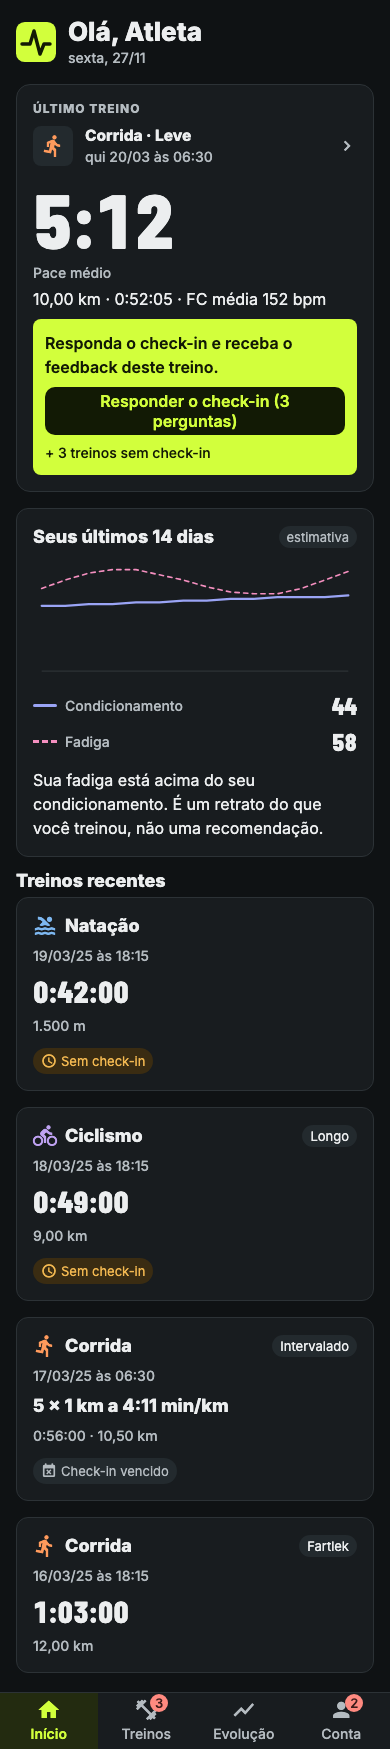 Olá, Atleta
sexta, 27/11
ÚLTIMO TREINO
Corrida · Leve
qui 20/03 às 06:30
5:12
Pace médio
10,00 km · 0:52:05 · FC média 152 bpm
Responda o check-in e receba o
feedback deste treino.
Responder o check-in (3
perguntas)
+ 3 treinos sem check-in
Seus últimos 14 dias
estimativa
Condicionamento
44
Fadiga
58
Sua fadiga está acima do seu
condicionamento. É um retrato do que
você treinou, não uma recomendação.
Treinos recentes
Natação
19/03/25 às 18:15
0:42:00
1.500 m
Sem check-in
Ciclismo
Longo
18/03/25 às 18:15
0:49:00
9,00 km
Sem check-in
Corrida
Intervalado
17/03/25 às 06:30
5 × 1 km a 4:11 min/km
0:56:00 · 10,50 km
Check-in vencido
Corrida
Fartlek
16/03/25 às 18:15
1:03:00
12,00 km
3
2
Início
Treinos
Evolução
Conta